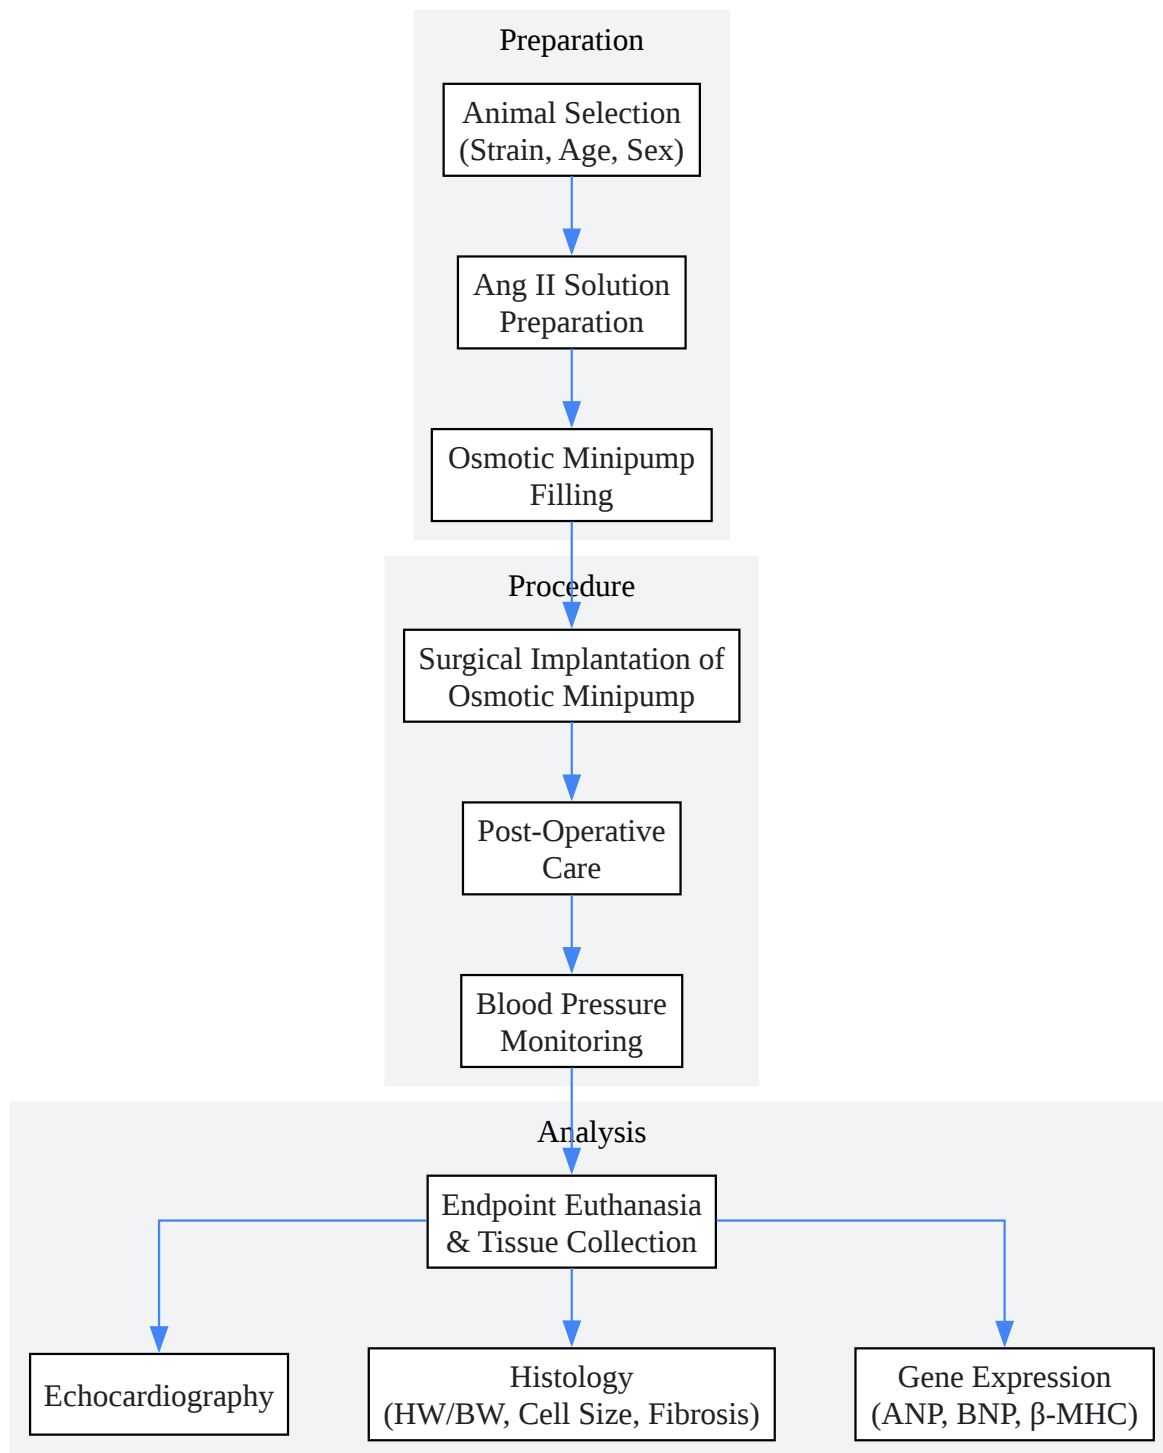 Preparation
Animal Selection
(Strain, Age, Sex)
Ang II Solution
Preparation
Osmotic Minipump
Filling
Procedure
Surgical Implantation of
Osmotic Minipump
Post-Operative
Care
Blood Pressure
Monitoring
Analysis
Endpoint Euthanasia
& Tissue Collection
Echocardiography
Histology
(HW/BW, Cell Size, Fibrosis)
Gene Expression
(ANP, BNP, β-MHC)